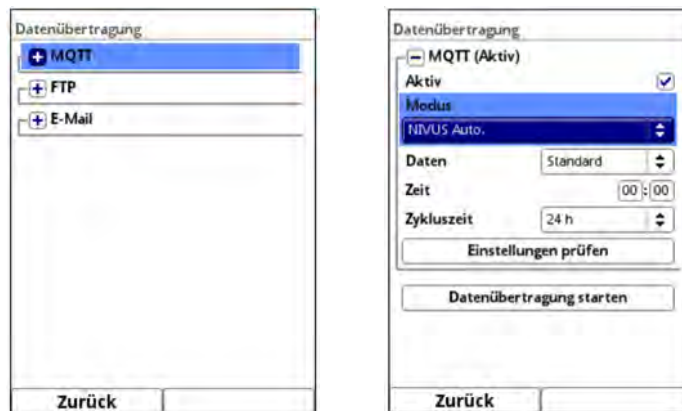 Datenübertragung
MQTT
FTP
E-Mail
Zurück
Datenübertragung
MQTT (Aktiv)
Aktiv
Modus
NIVUS Auto.
Daten Standard
Zeit 00 : 00
Zykluszeit 24 h
Einstellungen prüfen
Datenübertragung starten
Zurück